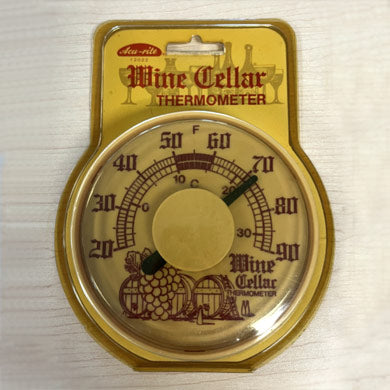 Acu-rite
Wine Cellar
THERMOMETER
50 F 60
40 70
10 C 20
30 0 80
20 30 90
Wine
Cellar
THERMOMETER